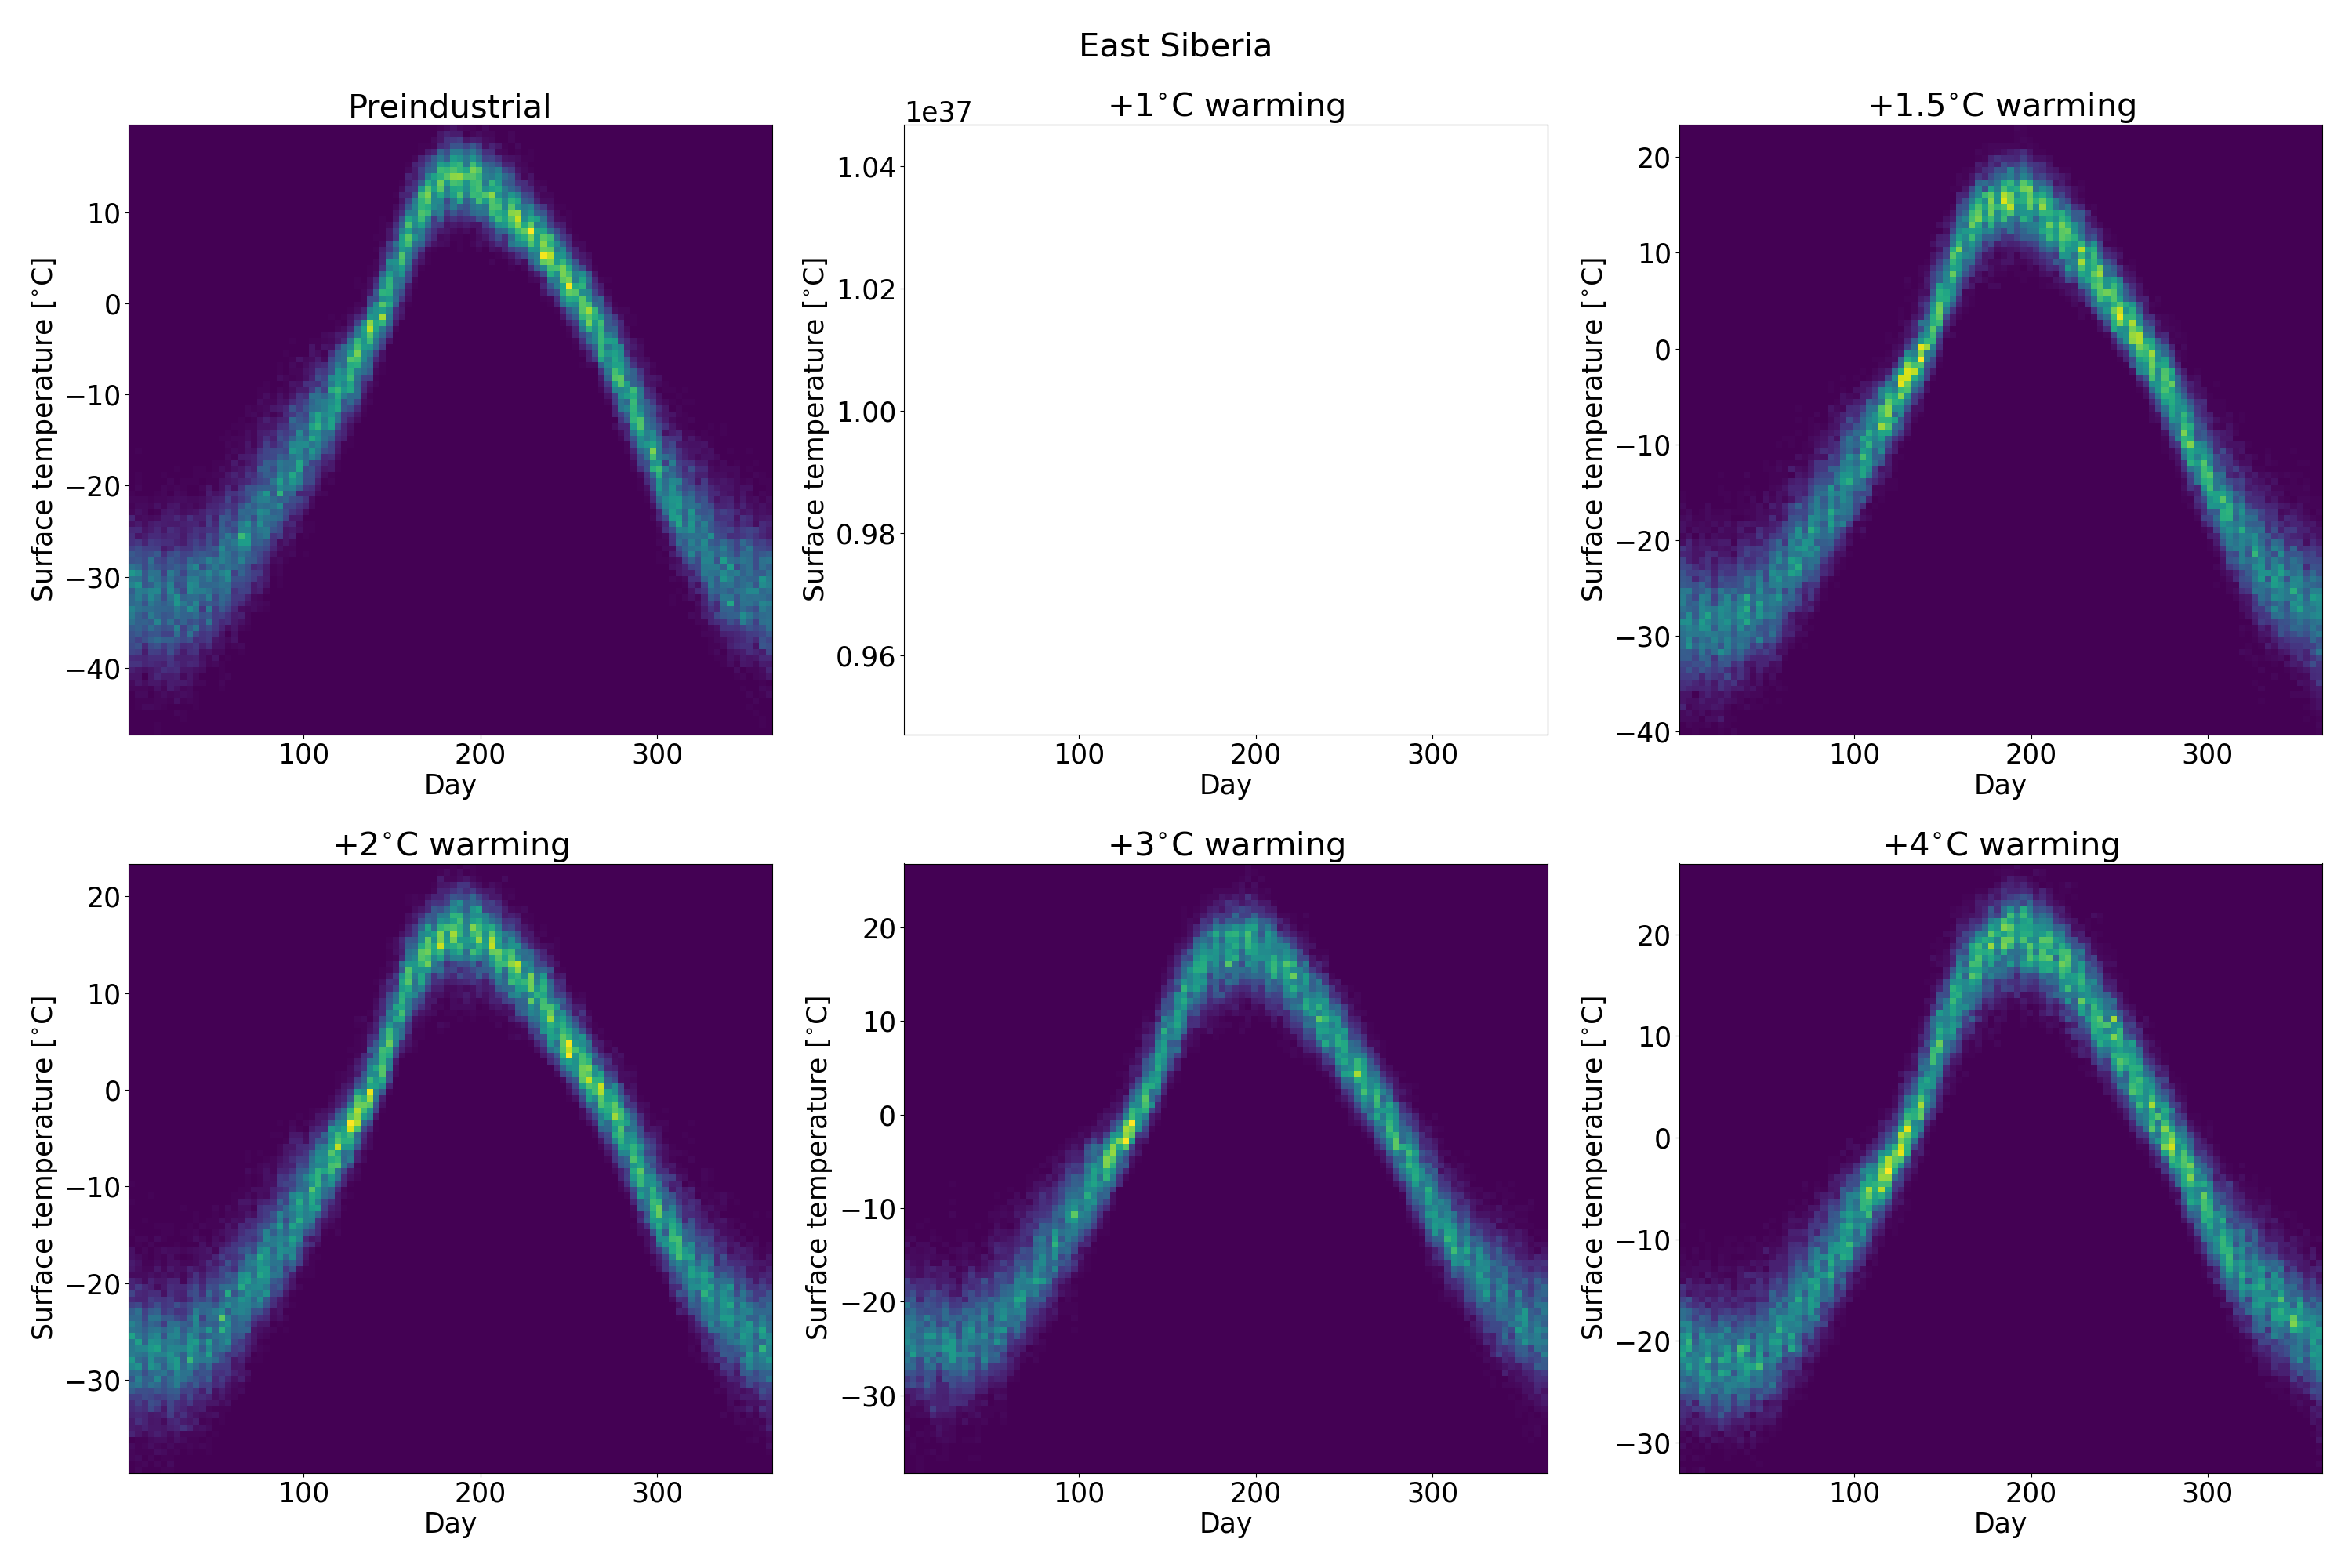 East Siberia
Preindustrial
Surface temperature [°C]
10
0
−10
−20
−30
−40
100 200 300
Day
+1°C warming
1e37
Surface temperature [°C]
1.04
1.02
1.00
0.98
0.96
100 200 300
Day
+1.5°C warming
Surface temperature [°C]
20
10
0
−10
−20
−30
−40
100 200 300
Day
+2°C warming
Surface temperature [°C]
20
10
0
−10
−20
−30
100 200 300
Day
+3°C warming
Surface temperature [°C]
20
10
0
−10
−20
−30
100 200 300
Day
+4°C warming
Surface temperature [°C]
20
10
0
−10
−20
−30
100 200 300
Day